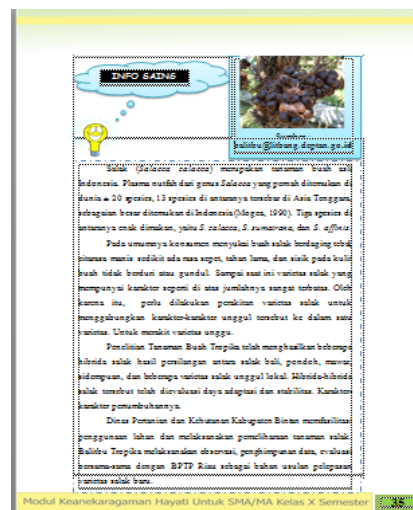 INFO SAINS
Sumber:
balitbu@litbang.deptan.go.id
Salak (Salacca zalacca) merupakan tanaman buah asli
Indonesia. Plasma nutfah dari genus Salacca yang pernah ditemukan di
dunia ± 20 spesies, 13 spesies di antaranya tersebar di Asia Tenggara,
sebagian besar ditemukan di Indonesia (Mogea, 1990). Tiga spesies di
antaranya enak dimakan, yaitu S. zalacca, S. sumatrana, dan S. affinis.
Pada umumnya konsumen menyukai buah salak berdaging tebal,
citarasa manis sedikit ada rasa sepet, tahan lama, dan sisik pada kulit
buah tidak berduri atau gundul. Sampai saat ini varietas salak yang
mempunyai karakter seperti di atas jumlahnya sangat terbatas. Oleh
karena itu, perlu dilakukan perakitan varietas salak untuk
menggabungkan karakter-karakter unggul tersebut ke dalam satu
varietas. Untuk merakit varietas unggu.
Penelitian Tanaman Buah Tropika telah menghasilkan beberapa
hibrida salak hasil persilangan antara salak bali, pondoh, mawar,
sidempuan, dan beberapa varietas salak unggul lokal. Hibrida-hibrida
salak tersebut telah dievaluasi daya adaptasi dan stabilitas. Karakter-
karakter pertumbuhannya.
Dinas Pertanian dan Kehutanan Kabupaten Bintan memfasilitasi
penggunaan lahan dan melaksanakan pemeliharaan tanaman salak.
Balitbu Tropika melaksanakan observasi, penghimpunan data, evaluasi
bersama-sama dengan BPTP Riau sebagai bahan usulan pelepasan
varietas salak baru.
Modul Keanekaragaman Hayati Untuk SMA/MA Kelas X Semester
35